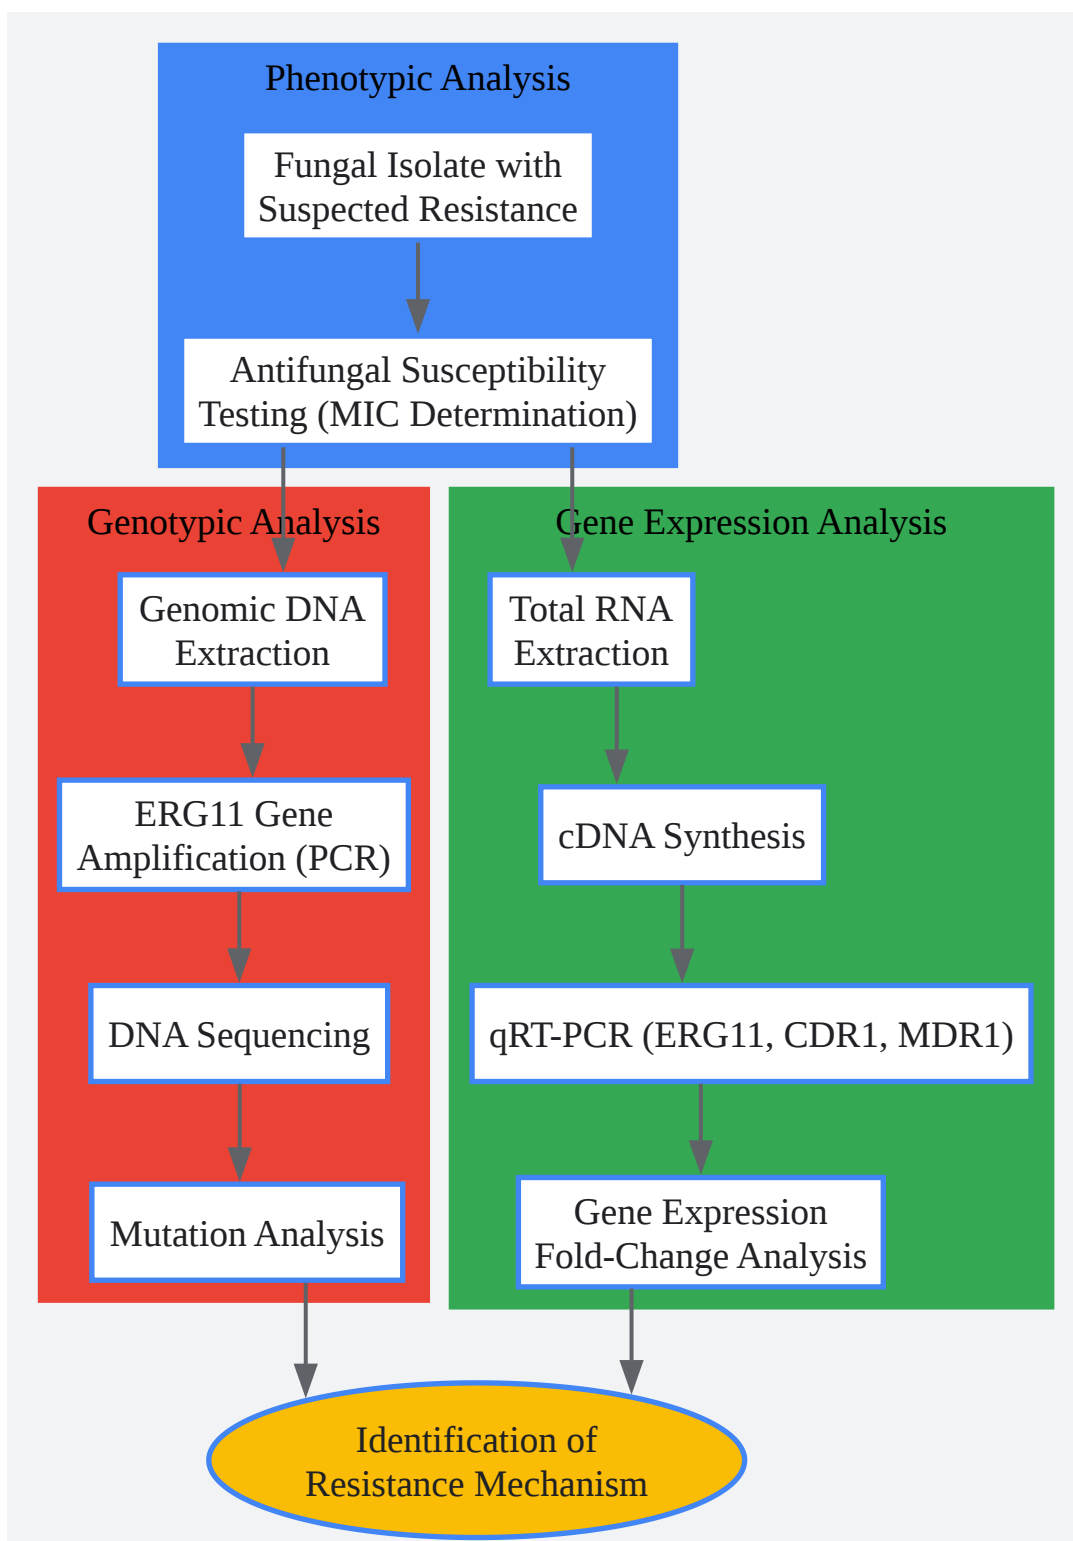 Phenotypic Analysis
Fungal Isolate with
Suspected Resistance
Antifungal Susceptibility
Testing (MIC Determination)
Genotypic Analysis
Genomic DNA
Extraction
ERG11 Gene
Amplification (PCR)
DNA Sequencing
Mutation Analysis
Gene Expression Analysis
Total RNA
Extraction
cDNA Synthesis
qRT-PCR (ERG11, CDR1, MDR1)
Gene Expression
Fold-Change Analysis
Identification of
Resistance Mechanism